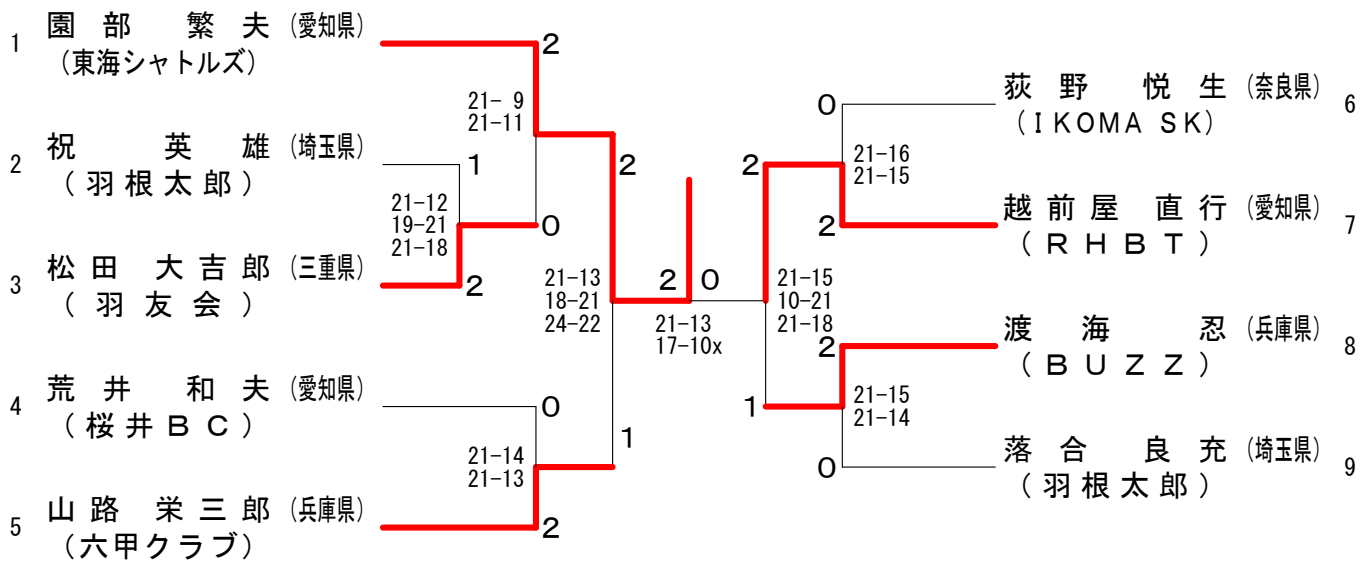 1 園部 繁夫 (愛知県)
(東海シャトルズ)
2 祝 英雄 (埼玉県)
(羽根太郎)
3 松田 大吉郎 (三重県)
(羽友会)
4 荒井 和夫 (愛知県)
(桜井BC)
5 山路 栄三郎 (兵庫県)
(六甲クラブ)
2
21- 9
21-11
1
21-12
19-21
21-18
0
2
2
21-13
18-21
24-22
0
1
21-14
21-13
2
2 0
21-13
17-10x
0
2
21-16
21-15
2
21-15
10-21
21-18
2
1
21-15
21-14
0
荻野 悦生 (奈良県) 6
(IKOMA SK)
越前屋 直行 (愛知県) 7
(RHBT)
渡海 忍 (兵庫県) 8
(BUZZ)
落合 良充 (埼玉県) 9
(羽根太郎)